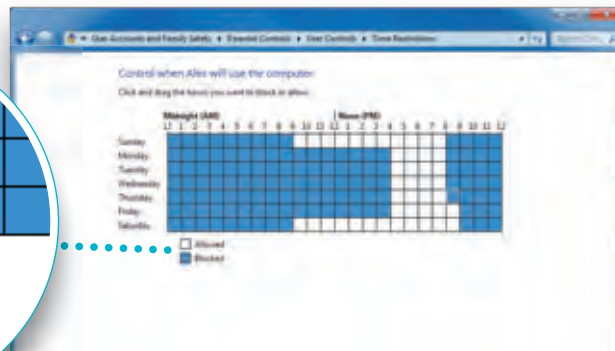 User Accounts and Family Safety ▸ Parental Controls ▸ User Controls ▸ Time Restrictions
Control when Alex will use the computer
Click and drag the hours you want to block or allow.
Midnight (AM) Noon (PM)
12 1 2 3 4 5 6 7 8 9 10 11 12 1 2 3 4 5 6 7 8 9 10 11 12
Sunday
Monday
Tuesday
Wednesday
Thursday
Friday
Saturday
Allowed
Blocked